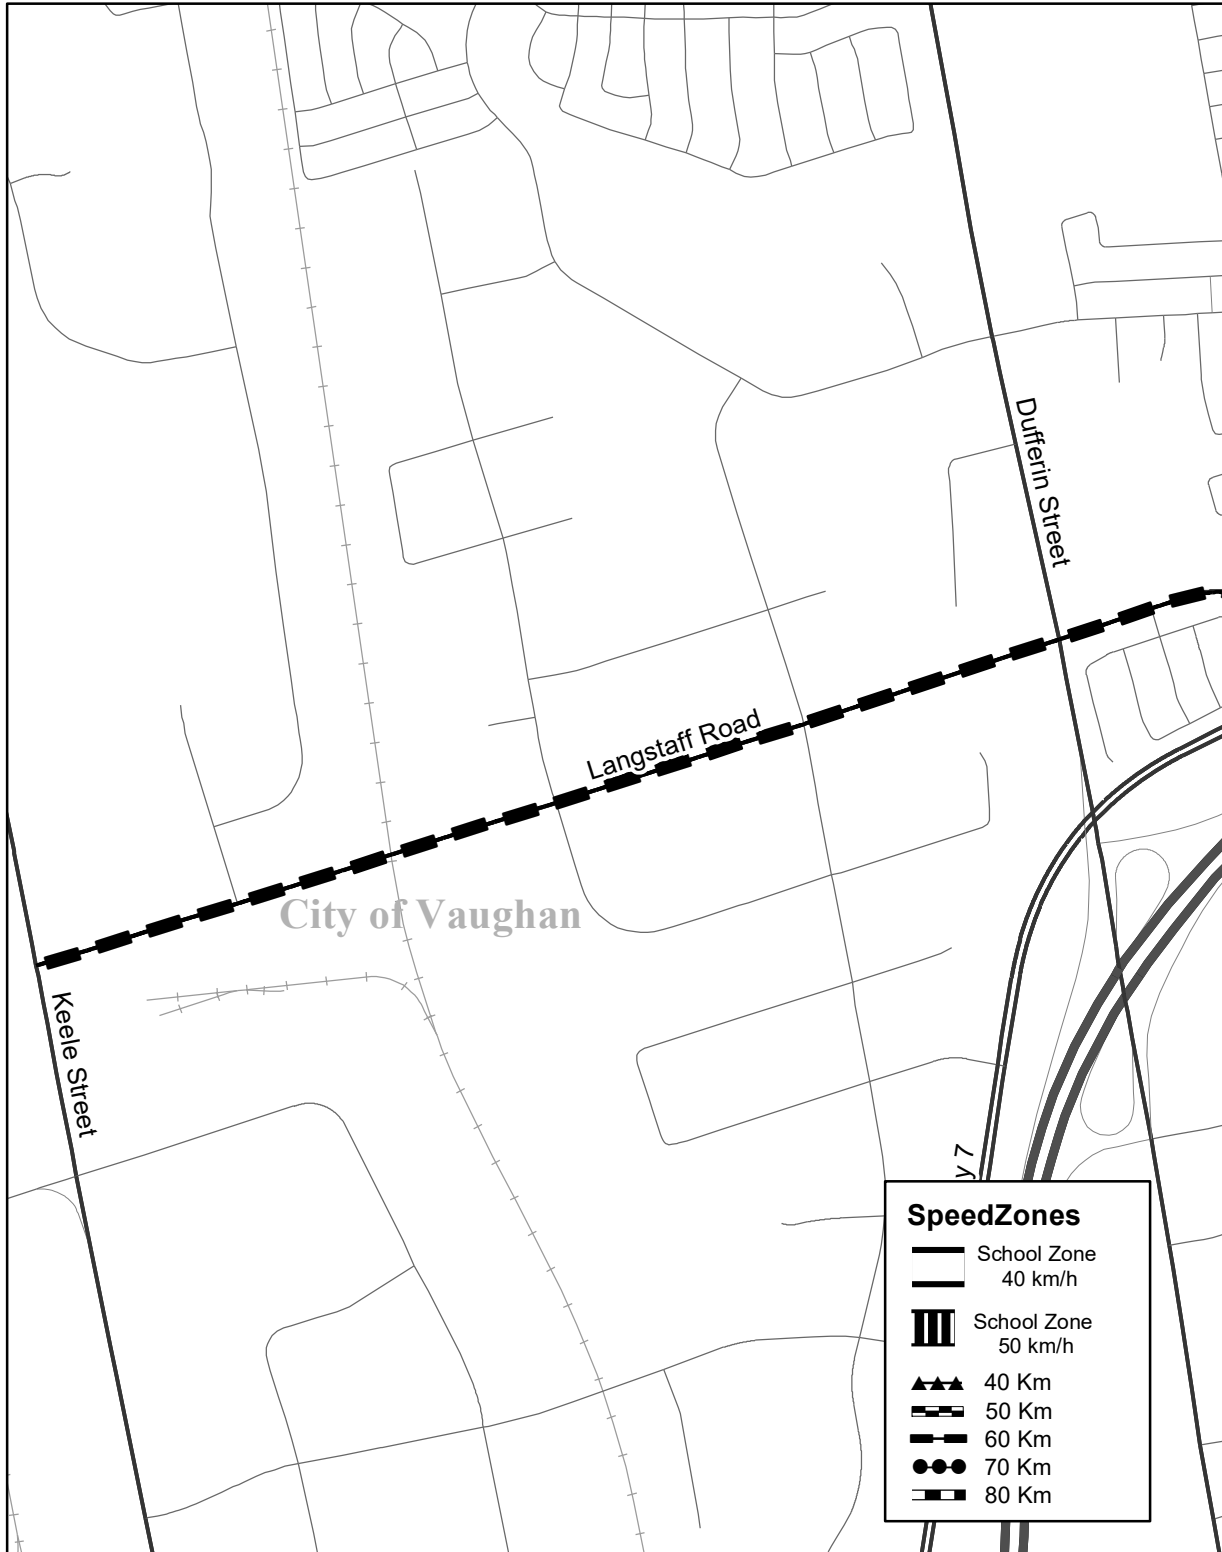 Dufferin Street
Langstaff Road
City of Vaughan
Keele Street
y 7
SpeedZones
School Zone
40 km/h
School Zone
50 km/h
40 Km
50 Km
60 Km
70 Km
80 Km